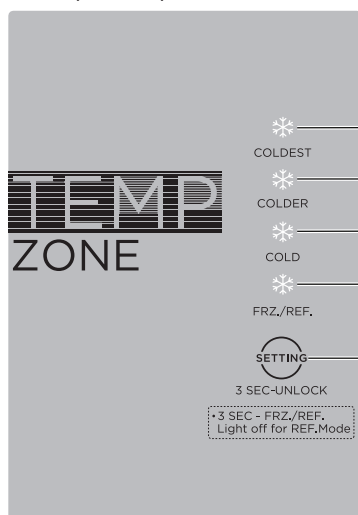 COLDEST
TEMP
COLDER
ZONE
COLD
FRZ./REF.
SETTING
3 SEC-UNLOCK
•3 SEC - FRZ./REF.
Light off for REF.Mode